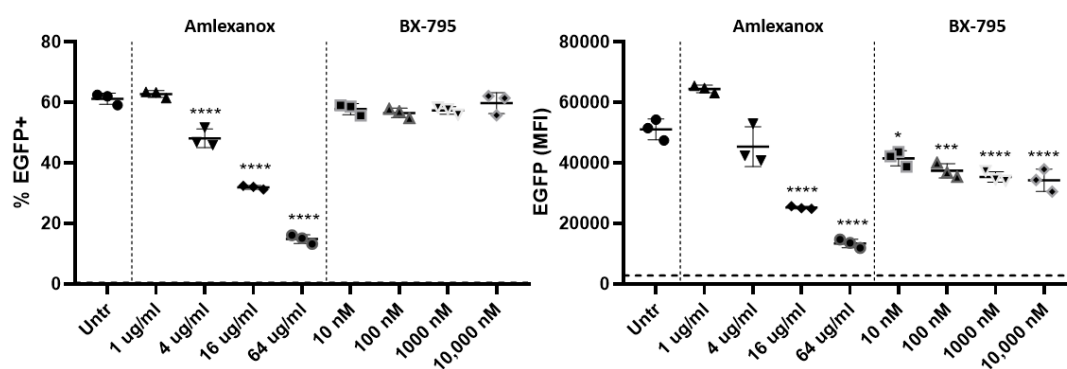 Amlexanox BX-795
% EGFP+
80
60
40
20
0
****
****
****
Untr
1 ug/ml
4 ug/ml
16 ug/ml
64 ug/ml
10 nM
100 nM
1000 nM
10,000 nM
Amlexanox BX-795
EGFP (MFI)
80000
60000
40000
20000
0
****
****
*
***
****
****
Untr
1 ug/ml
4 ug/ml
16 ug/ml
64 ug/ml
10 nM
100 nM
1000 nM
10,000 nM